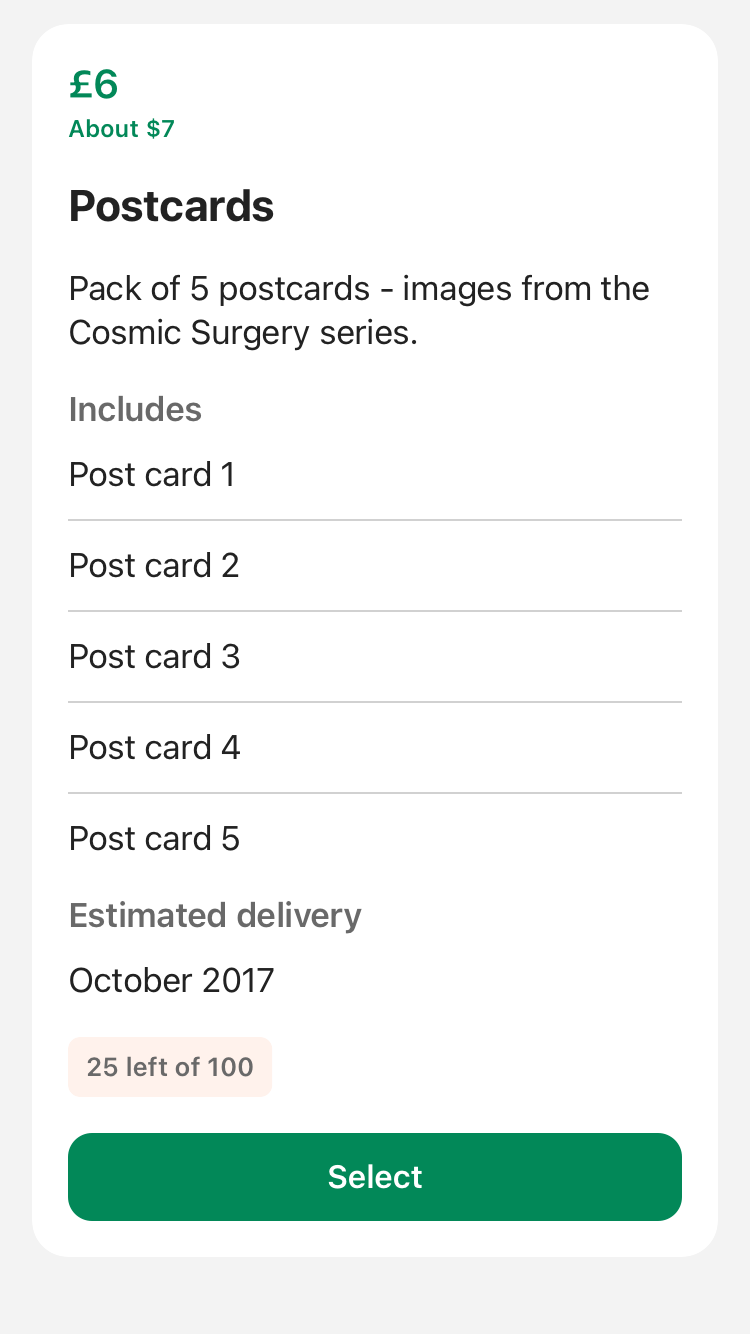 £6
About $7
Postcards
Pack of 5 postcards - images from the
Cosmic Surgery series.
Includes
Post card 1
Post card 2
Post card 3
Post card 4
Post card 5
Estimated delivery
October 2017
25 left of 100
Select